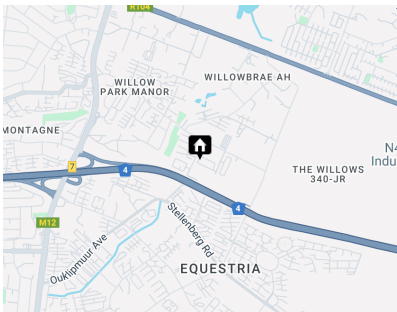 R104
WILLOW
PARK MANOR
WILLOWBRAE AH
MONTAGNE
N4
Indu
THE WILLOWS
340-JR
7
4
4
M12
Stellenberg Rd
Ouklipmuur Ave
EQUESTRIA